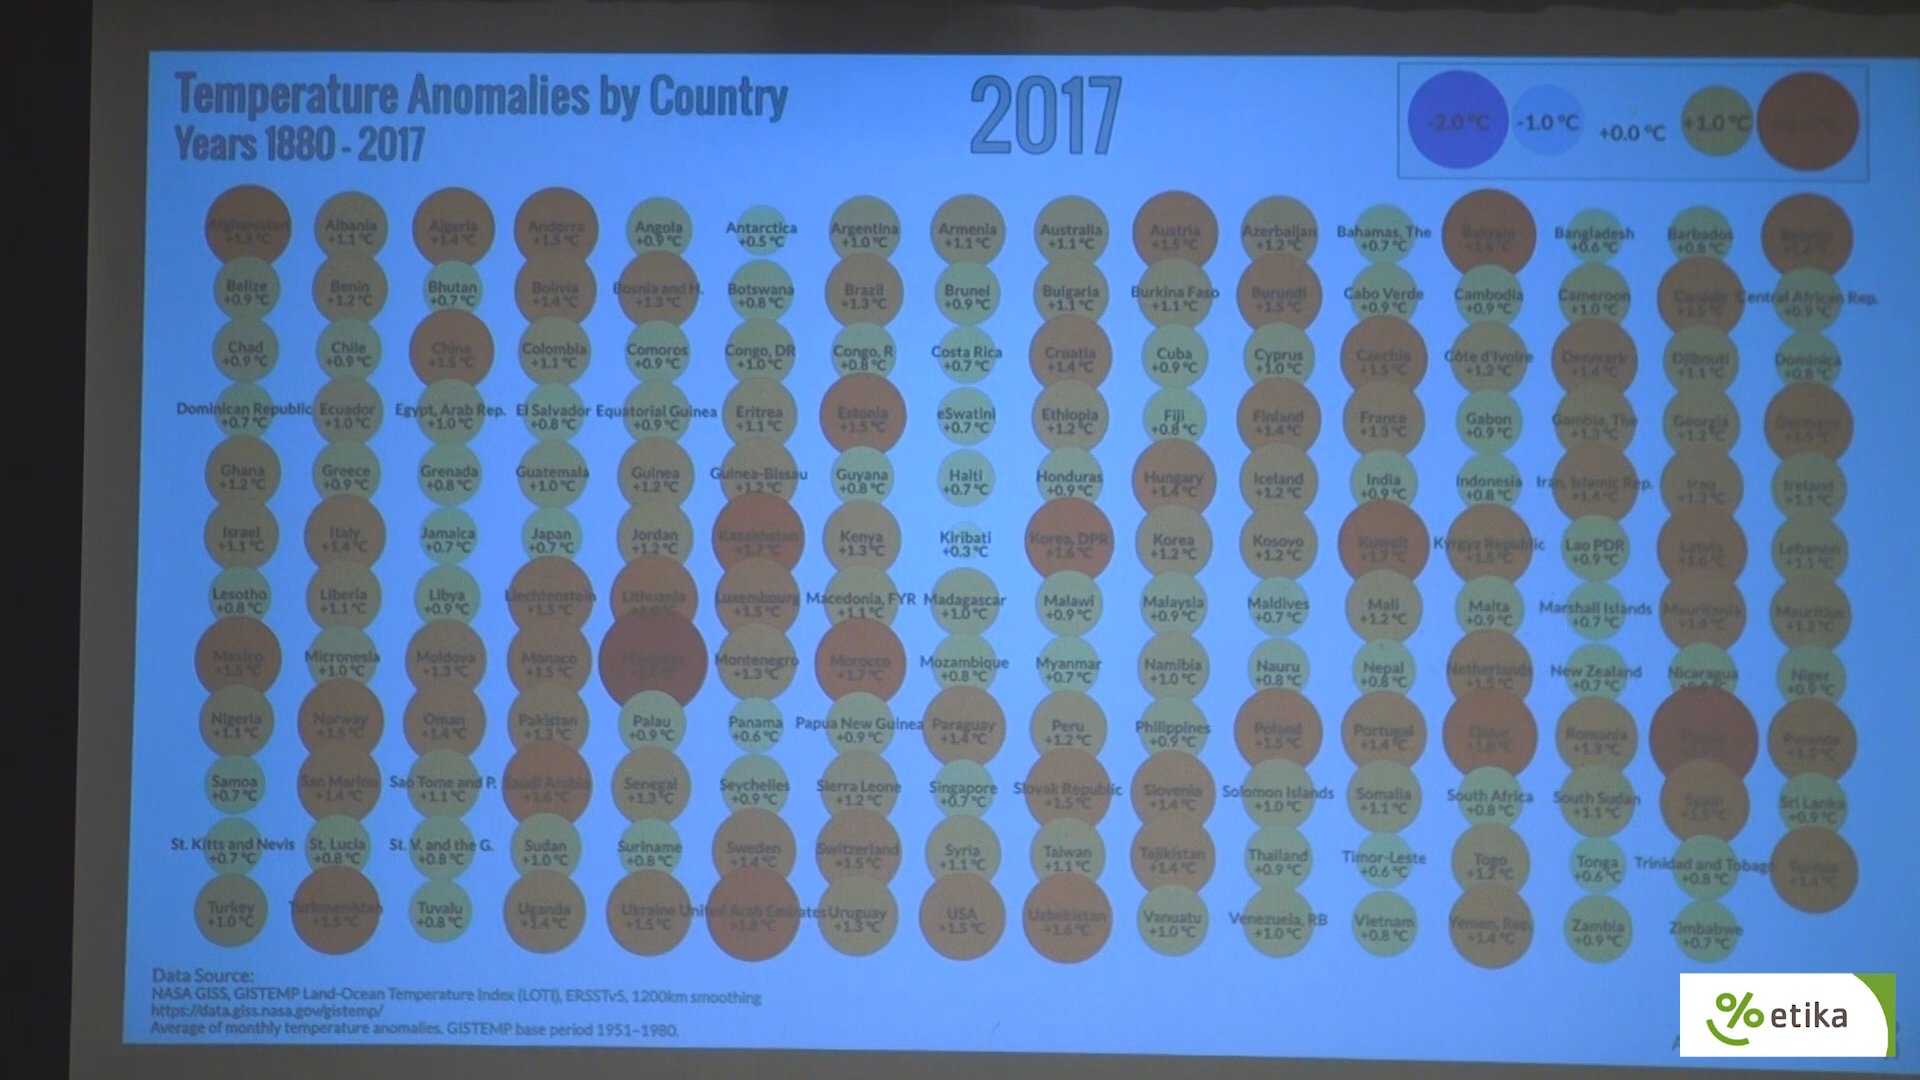 Temperature Anomalies by Country
Years 1880 - 2017
2017
-2.0 °C -1.0 °C +0.0 °C +1.0 °C
Afghanistan Albania Algeria Andorra Angola Antarctica Argentina Armenia Australia Austria Azerbaijan Bahamas, The Bahrain Bangladesh Barbados
+1.5 °C +1.1 °C +1.4 °C +1.5 °C +0.9 °C +0.5 °C +1.0 °C +1.1 °C +1.1 °C +1.5 °C +1.2 °C +0.7 °C +0.6 °C +0.8 °C
Belize Benin Bhutan Bolivia Bosnia and H. Botswana Brazil Brunei Bulgaria Burkina Faso Burundi Cabo Verde Cambodia Cameroon Canada Central African Rep.
+0.9 °C +1.2 °C +0.7 °C +1.4 °C +1.3 °C +0.8 °C +1.3 °C +0.9 °C +1.1 °C +1.1 °C +1.5 °C +0.9 °C +0.9 °C +1.0 °C +1.5 °C +0.9 °C
Chad Chile China Colombia Comoros Congo, DR Congo, R Costa Rica Croatia Cuba Cyprus Czechia Côte d'Ivoire Denmark Djibouti Dominica
+0.9 °C +0.9 °C +1.5 °C +1.1 °C +0.9 °C +1.0 °C +0.8 °C +0.7 °C +1.4 °C +0.9 °C +1.0 °C +1.5 °C +1.2 °C +1.4 °C +1.1 °C +0.8 °C
Dominican Republic Ecuador Egypt, Arab Rep. El Salvador Equatorial Guinea Eritrea Estonia eSwatini Ethiopia Fiji Finland France Gabon Gambia, The Georgia Germany
+0.7 °C +1.0 °C +1.0 °C +0.8 °C +0.9 °C +1.1 °C +1.5 °C +0.7 °C +1.2 °C +0.8 °C +1.4 °C +1.3 °C +0.9 °C +1.3 °C +1.2 °C
Ghana Greece Grenada Guatemala Guinea Guinea-Bissau Guyana Haiti Honduras Hungary Iceland India Indonesia Iran, Islamic Rep. Iraq Ireland
+1.2 °C +0.9 °C +0.8 °C +1.0 °C +1.2 °C +1.2 °C +0.8 °C +0.7 °C +0.9 °C +1.4 °C +1.2 °C +0.9 °C +0.8 °C +1.4 °C +1.3 °C +1.1 °C
Israel Italy Jamaica Japan Jordan Kazakhstan Kenya Kiribati Korea, DPR Korea Kosovo Kuwait Kyrgyz Republic Lao PDR Latvia Lebanon
+1.1 °C +1.4 °C +0.7 °C +0.7 °C +1.2 °C +1.7 °C +1.3 °C +0.3 °C +1.6 °C +1.2 °C +1.2 °C +1.7 °C +1.5 °C +0.9 °C +1.6 °C +1.1 °C
Lesotho Liberia Libya Liechtenstein Lithuania Luxembourg Macedonia, FYR Madagascar Malawi Malaysia Maldives Mali Malta Marshall Islands Mauritania Mauritius
+0.8 °C +1.1 °C +0.9 °C +1.5 °C +1.5 °C +1.1 °C +1.0 °C +0.9 °C +0.9 °C +0.7 °C +1.2 °C +0.9 °C +0.7 °C +1.4 °C +1.2 °C
Mexico Micronesia Moldova Monaco Montenegro Morocco Mozambique Myanmar Namibia Nauru Nepal Netherlands New Zealand Nicaragua Niger
+1.5 °C +1.0 °C +1.3 °C +1.5 °C +1.3 °C +1.7 °C +0.8 °C +0.7 °C +1.0 °C +0.8 °C +0.8 °C +1.5 °C +0.7 °C +0.9 °C
Nigeria Norway Oman Pakistan Palau Panama Papua New Guinea Paraguay Peru Philippines Poland Portugal Qatar Romania Rwanda
+1.1 °C +1.5 °C +1.4 °C +1.3 °C +0.9 °C +0.6 °C +0.9 °C +1.4 °C +1.2 °C +0.9 °C +1.5 °C +1.4 °C +1.3 °C +1.5 °C
Samoa San Marino Sao Tome and P. Saudi Arabia Senegal Seychelles Sierra Leone Singapore Slovak Republic Slovenia Solomon Islands Somalia South Africa South Sudan Spain Sri Lanka
+0.7 °C +1.4 °C +1.1 °C +1.6 °C +1.3 °C +0.9 °C +1.2 °C +0.7 °C +1.5 °C +1.4 °C +1.0 °C +1.1 °C +0.8 °C +1.1 °C +1.5 °C +0.9 °C
St. Kitts and Nevis St. Lucia St. V. and the G. Sudan Suriname Sweden Switzerland Syria Taiwan Tajikistan Thailand Timor-Leste Togo Tonga Trinidad and Tobago Tunisia
+0.7 °C +0.8 °C +0.8 °C +1.0 °C +0.8 °C +1.4 °C +1.5 °C +1.1 °C +1.1 °C +1.4 °C +0.9 °C +0.6 °C +1.2 °C +0.6 °C +0.8 °C +1.4 °C
Turkey Turkmenistan Tuvalu Uganda Ukraine United Arab Emirates Uruguay USA Uzbekistan Vanuatu Venezuela, RB Vietnam Yemen, Rep. Zambia Zimbabwe
+1.0 °C +1.5 °C +0.8 °C +1.4 °C +1.5 °C +1.8 °C +1.3 °C +1.5 °C +1.6 °C +1.0 °C +1.0 °C +0.8 °C +1.4 °C +0.9 °C +0.7 °C
Data Source:
NASA GISS, GISTEMP Land-Ocean Temperature Index (LOTI), ERSSTv5, 1200km smoothing
https://data.giss.nasa.gov/gistemp/
Average of monthly temperature anomalies. GISTEMP base period 1951-1980.
% etika